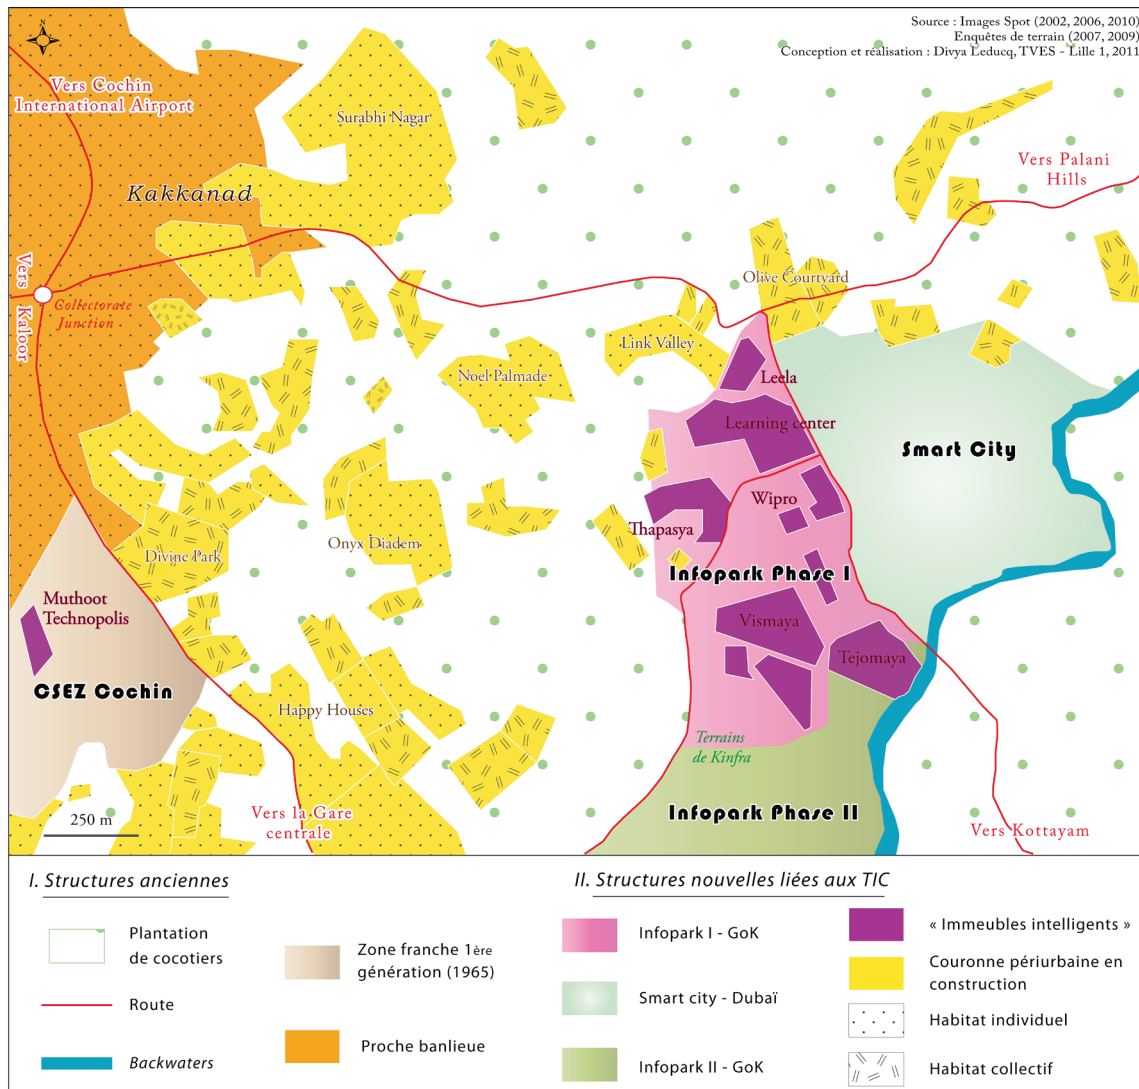 Source : Images Spot (2002, 2006, 2010)
Enquêtes de terrain (2007, 2009)
Conception et réalisation : Divya Leducq, TVES - Lille 1, 2011
N
Vers Cochin
International Airport
Surabhi Nagar
Kakkanad
Vers Palani
Hills
Vers Kaloor
Collectorate
Junction
Olive Courtyard
Link Valley
Noel Palmade
Leela
Learning center
Smart City
Wipro
Thapasya
Onyx Diadem
Divine Park
Infopark Phase I
Muthoot
Technopolis
Vismaya
Tejomaya
CSEZ Cochin
Happy Houses
Terrains
de Kinfra
250 m
Vers la Gare
centrale
Infopark Phase II
Vers Kottayam
I. Structures anciennes
Plantation
de cocotiers
Route
Backwaters
Zone franche 1ère
génération (1965)
Proche banlieue
II. Structures nouvelles liées aux TIC
Infopark I - GoK
Smart city - Dubaï
Infopark II - GoK
« Immeubles intelligents »
Couronne périurbaine en
construction
Habitat individuel
Habitat collectif